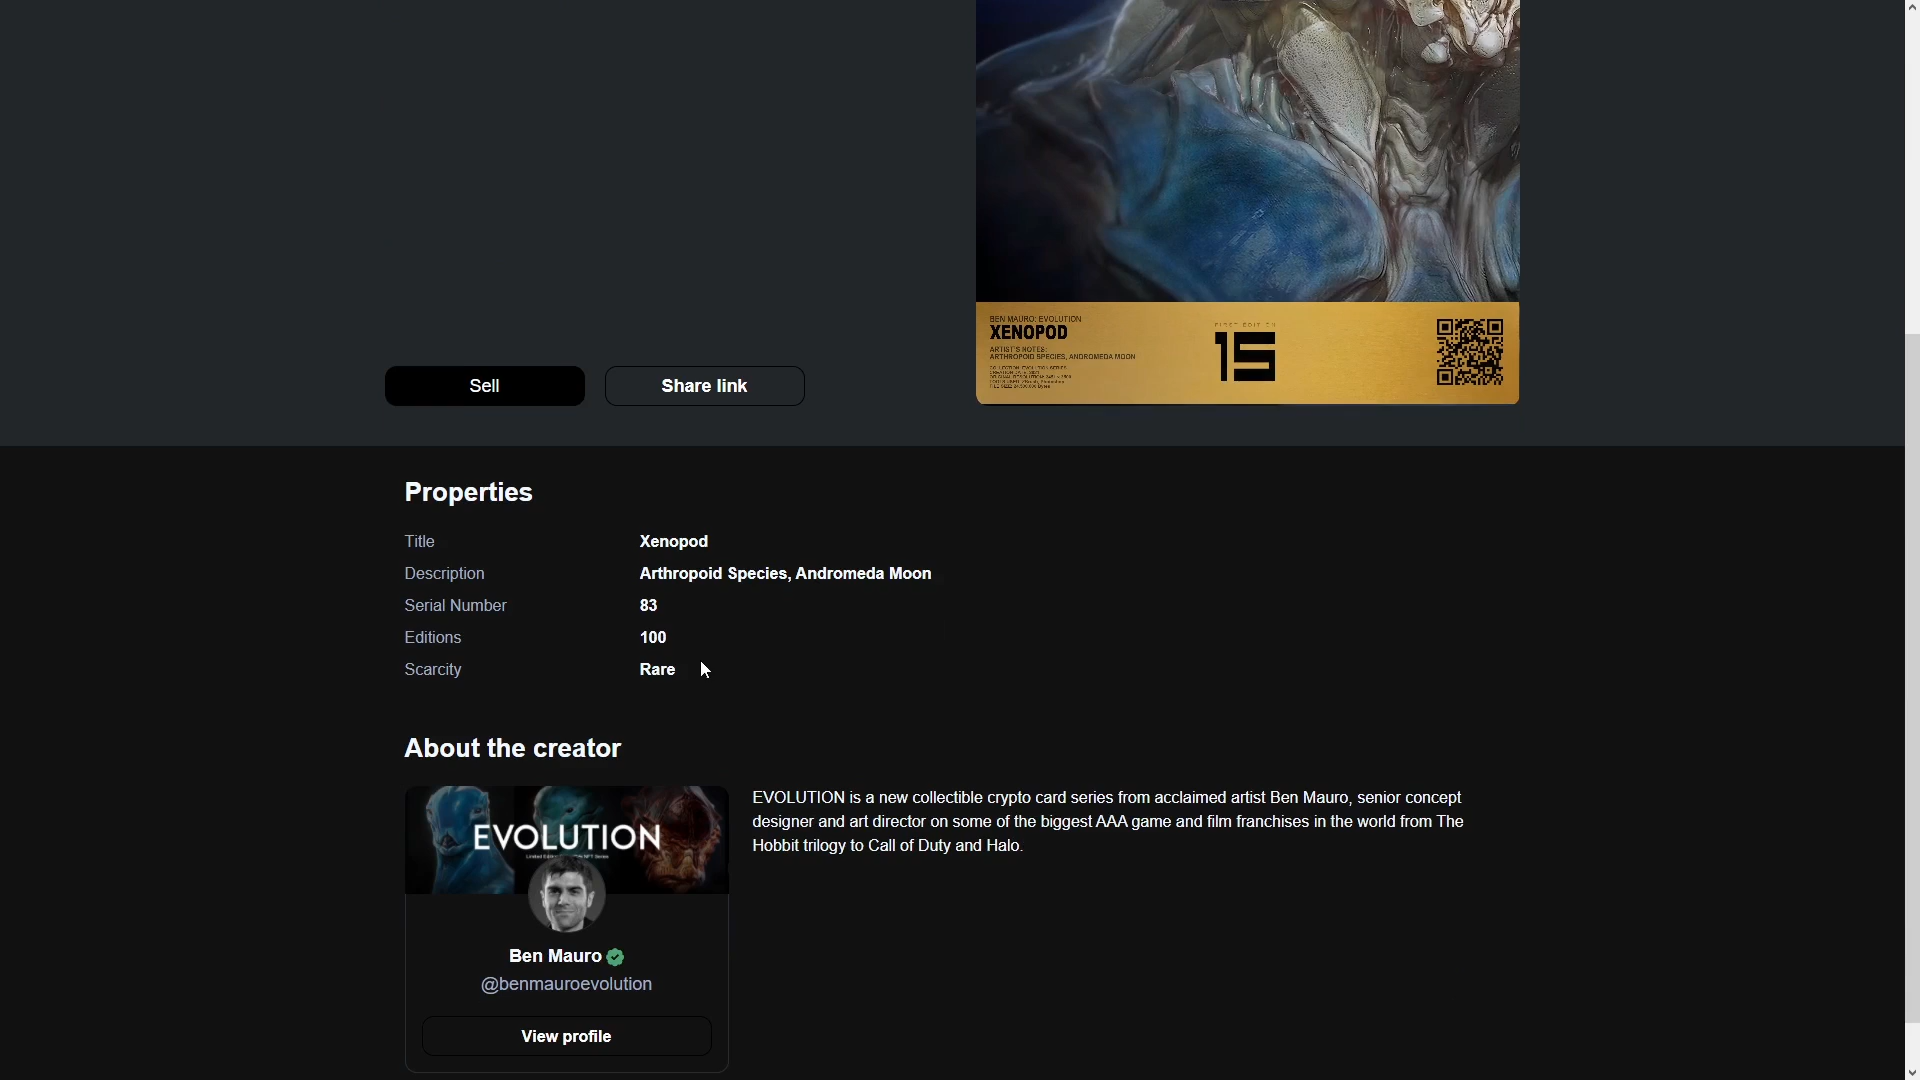 BEN MAURO: EVOLUTION
XENOPOD
ARTIST'S NOTES:
ARTHROPOID SPECIES, ANDROMEDA MOON
FIRST EDITION
15
Sell
Share link
Properties
Title Xenopod
Description Arthropoid Species, Andromeda Moon
Serial Number 83
Editions 100
Scarcity Rare
About the creator
EVOLUTION
EVOLUTION is a new collectible crypto card series from acclaimed artist Ben Mauro, senior concept
designer and art director on some of the biggest AAA game and film franchises in the world from The
Hobbit trilogy to Call of Duty and Halo.
Ben Mauro
@benmauroevolution
View profile